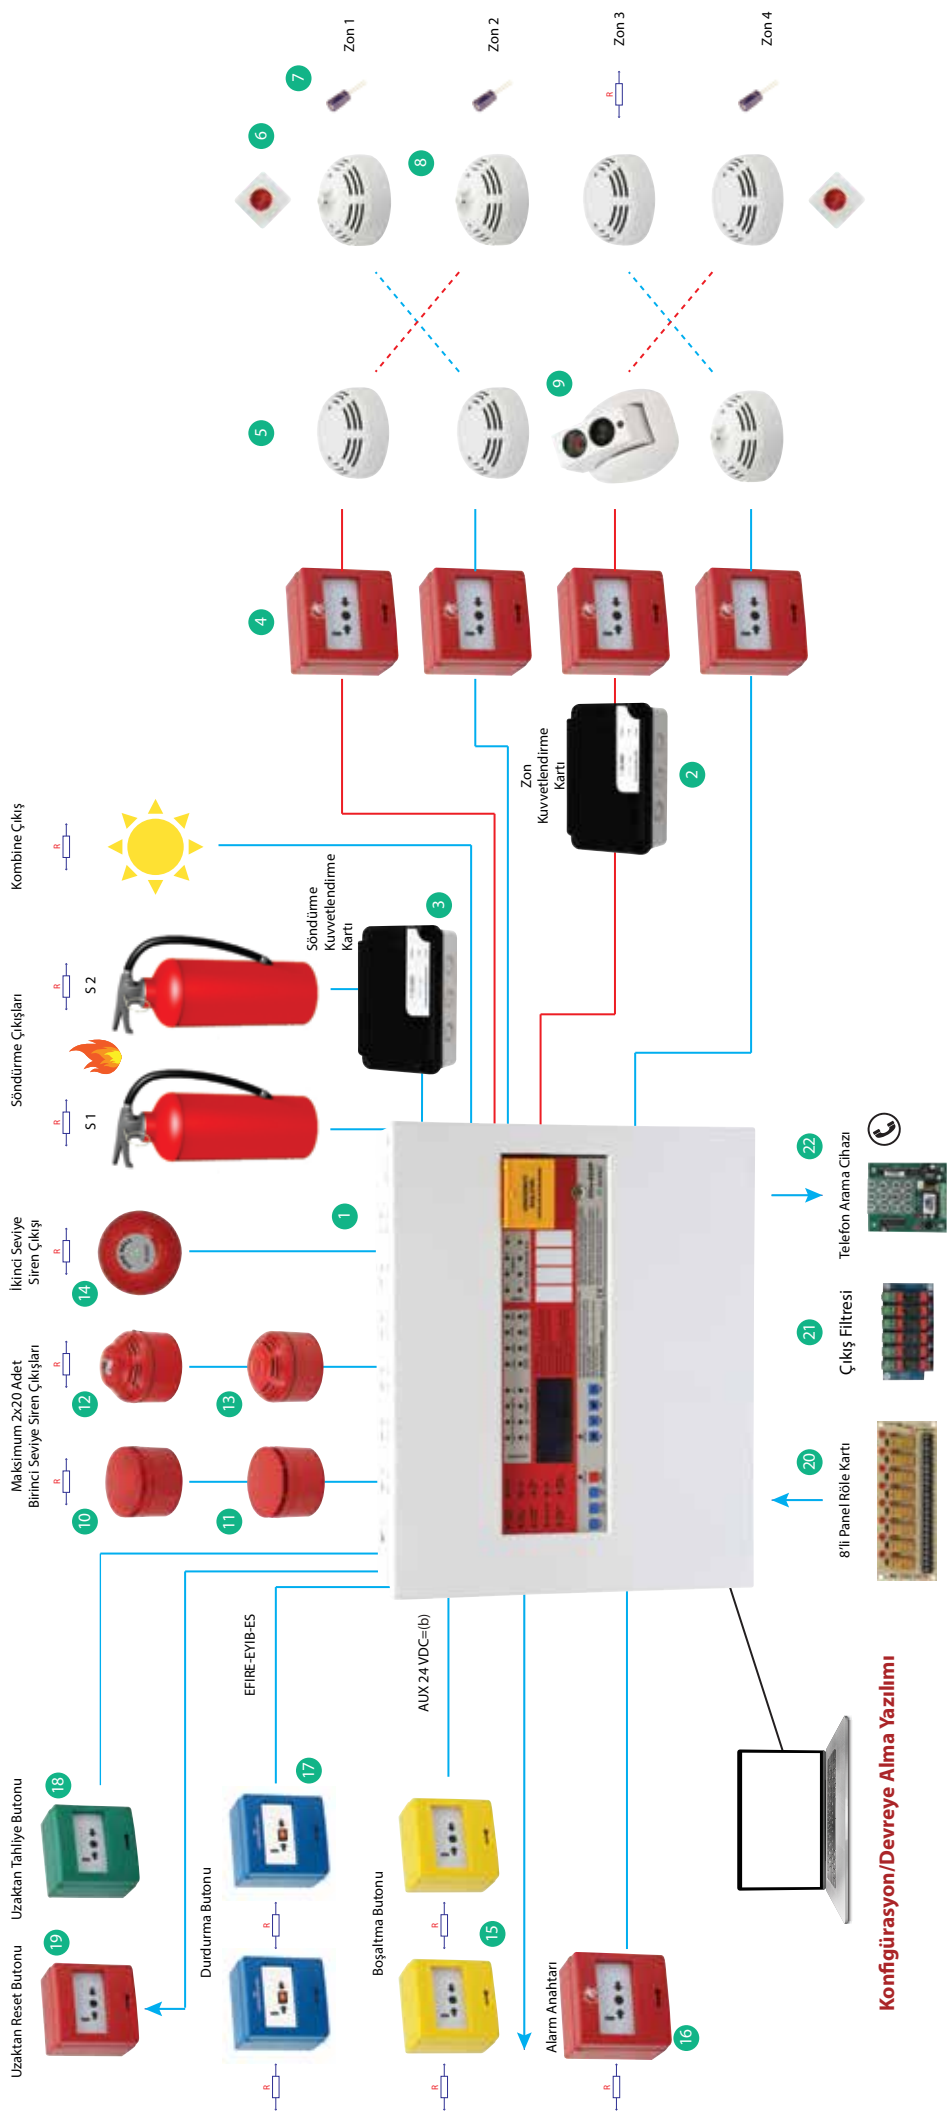 Uzaktan Reset Butonu
19
Uzaktan Tahliye Butonu
18
Durdurma Butonu
17
R
R
EFIRE-EYIB-ES
Boşaltma Butonu
15
R
R
AUX 24 VDC=(b)
Alarm Anahtarı
16
R
Konfigürasyon/Devreye Alma Yazılımı
Maksimum 2x20 Adet
Birinci Seviye Siren Çıkışları
R
R
10
11
12
13
İkinci Seviye
Siren Çıkışı
R
14
1
Söndürme Çıkışları
R
R
S 1
S 2
Söndürme
Kuvvetlendirme
Kartı
3
Kombine Çıkış
R
Zon
Kuvvetlendirme
Kartı
2
4
5
9
6
8
7
R
Zon 1
Zon 2
Zon 3
Zon 4
8'li Panel Röle Kartı
20
Çıkış Filtresi
21
Telefon Arama Cihazı
22